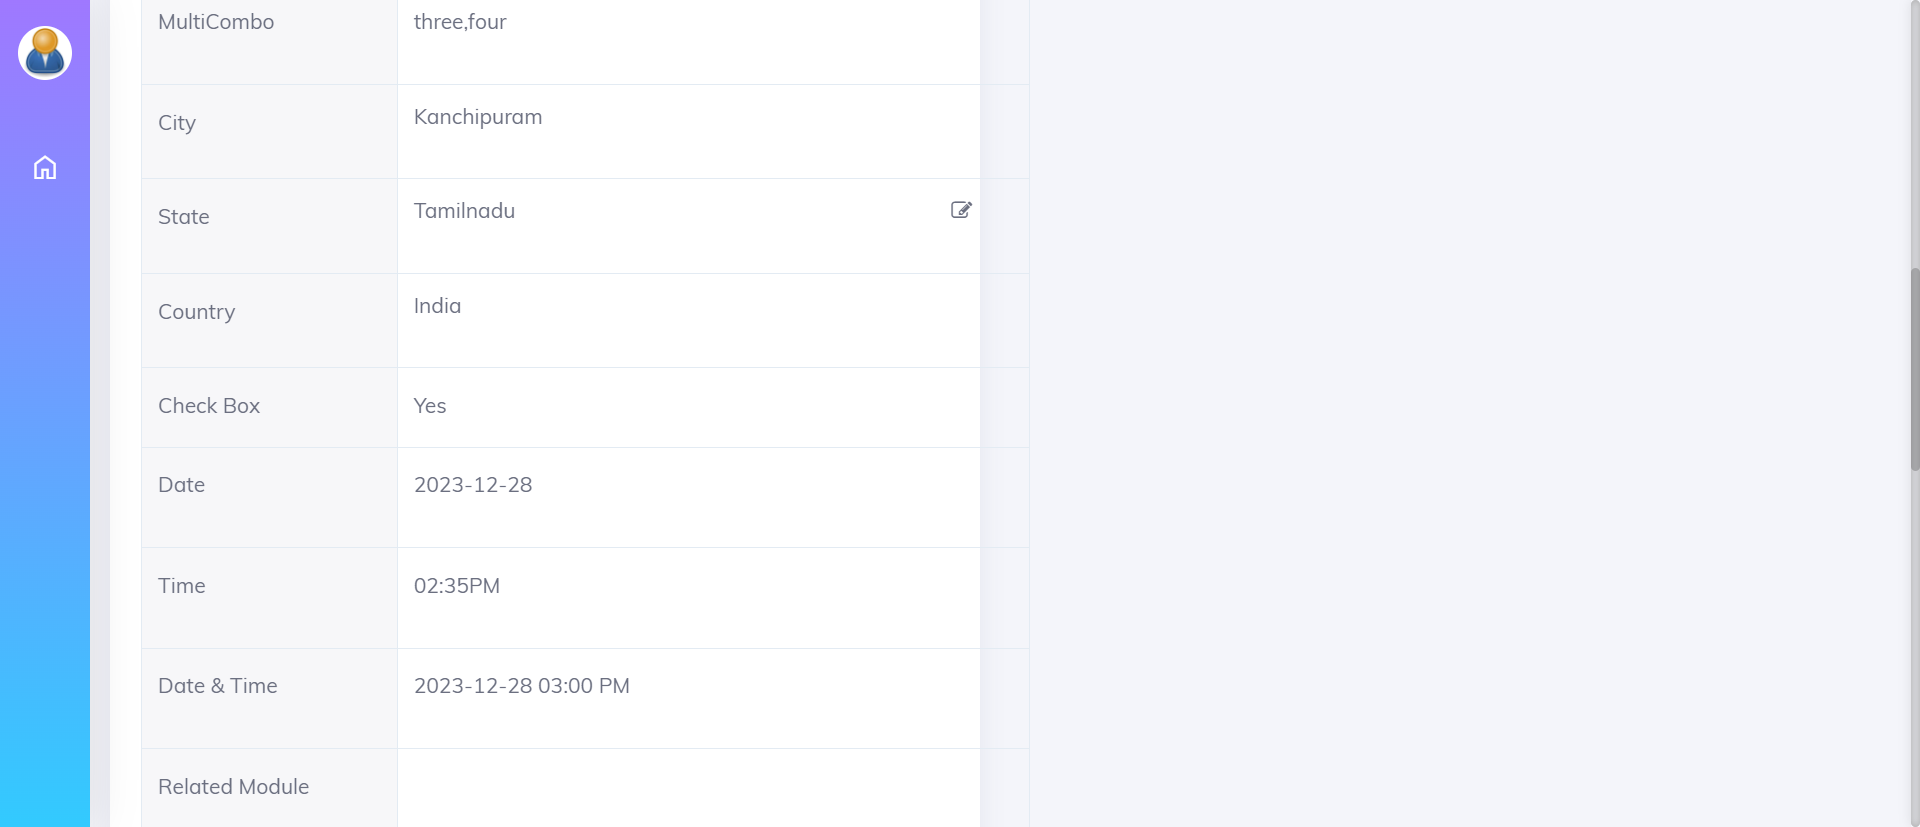 MultiCombo three,four
City Kanchipuram
State Tamilnadu
Country India
Check Box Yes
Date 2023-12-28
Time 02:35PM
Date & Time 2023-12-28 03:00 PM
Related Module